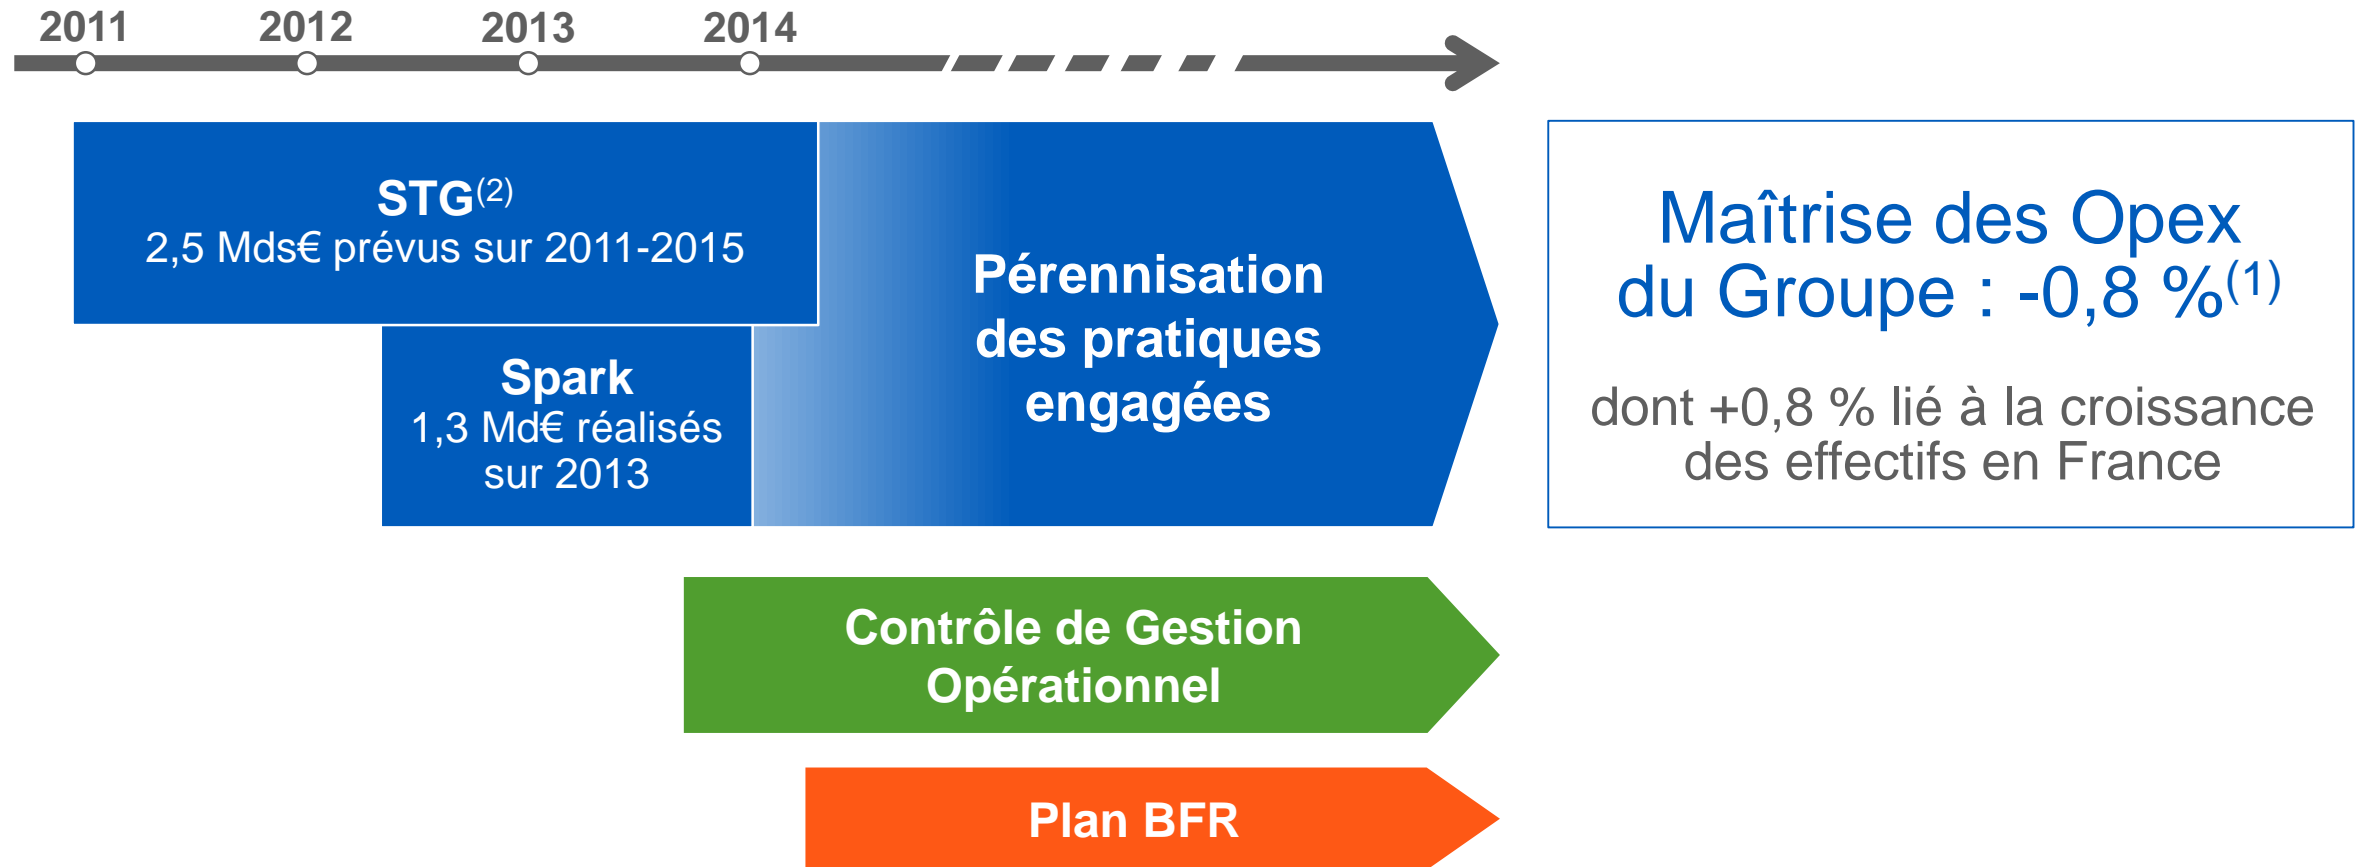 2011 2012 2013 2014
STG(2)
2,5 Mds€ prévus sur 2011-2015
Spark
1,3 Md€ réalisés
sur 2013
Pérennisation
des pratiques
engagées
Maîtrise des Opex
du Groupe : -0,8 %(1)
dont +0,8 % lié à la croissance
des effectifs en France
Contrôle de Gestion
Opérationnel
Plan BFR